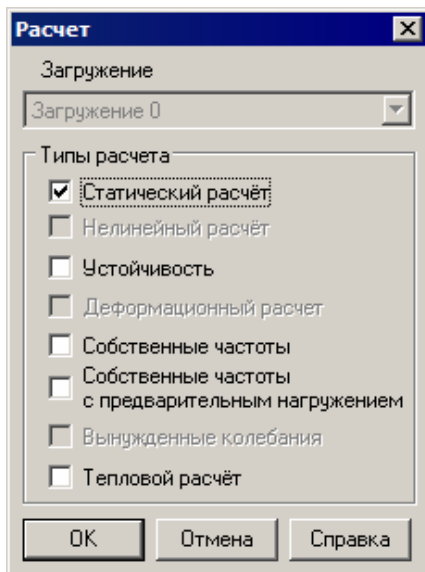 Расчет
Загружение
Загружение 0
Типы расчета
Статический расчёт
Нелинейный расчёт
Устойчивость
Деформационный расчет
Собственные частоты
Собственные частоты
с предварительным нагружением
Вынужденные колебания
Тепловой расчёт
OK
Отмена
Справка